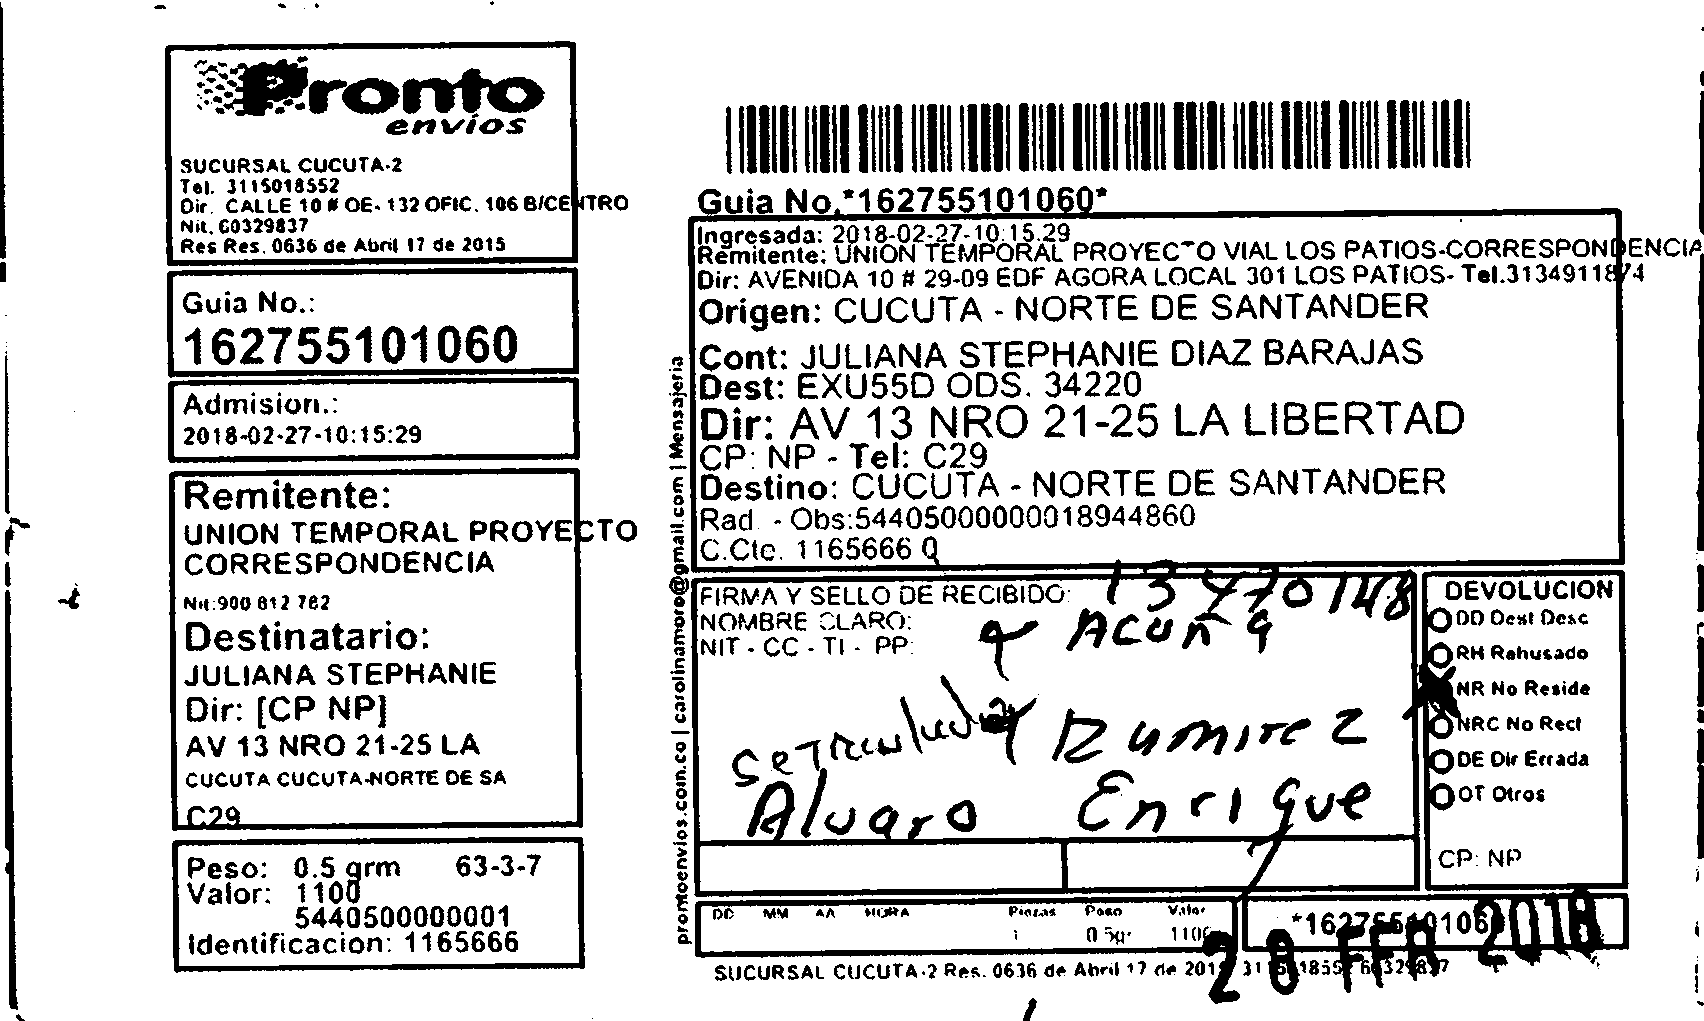 Pronto
envíos
SUCURSAL CUCUTA-2
Tel. 3115018552
Dir. CALLE 10 # OE- 132 OFIC. 106 B/CENTRO
Nit. 60329837
Res Res. 0636 de Abril 17 de 2015
Guia No.:
162755101060
Admision.:
2018-02-27-10:15:29
Remitente:
UNION TEMPORAL PROYECTO
CORRESPONDENCIA
Nit:900 812 782
Destinatario:
JULIANA STEPHANIE
Dir: [CP NP]
AV 13 NRO 21-25 LA
CUCUTA CUCUTA-NORTE DE SA
C29
Peso: 0.5 grm 63-3-7
Valor: 1100
5440500000001
Identificacion: 1165666
prontoenvios.com.co | carolinamoro@gmail.com | Mensajeria
Guia No.*162755101060*
Ingresada: 2018-02-27-10:15.29
Remitente: UNION TEMPORAL PROYECTO VIAL LOS PATIOS-CORRESPONDENCIA
Dir: AVENIDA 10 # 29-09 EDF AGORA LOCAL 301 LOS PATIOS- Tel.3134911874
Origen: CUCUTA - NORTE DE SANTANDER
Cont: JULIANA STEPHANIE DIAZ BARAJAS
Dest: EXU55D ODS. 34220
Dir: AV 13 NRO 21-25 LA LIBERTAD
CP: NP - Tel: C29
Destino: CUCUTA - NORTE DE SANTANDER
Rad. - Obs:54405000000018944860
C.Cte. 1165666
FIRMA Y SELLO DE RECIBIDO: 13470148
NOMBRE CLARO:
NIT - CC - TI - PP: Acuña
Ramirez
Alvaro Enrique
DEVOLUCION
DD Dest Desc
RH Rehusado
NR No Reside
NRC No Recl
DE Dir Errada
OT Otros
CP: NP
DD MM AA HORA Piezas Peso Valor
1 0.5gr 1100
*162755101060
28 FEB 2018
SUCURSAL CUCUTA-2 Res. 0636 de Abril 17 de 2015 3115018552 60329837